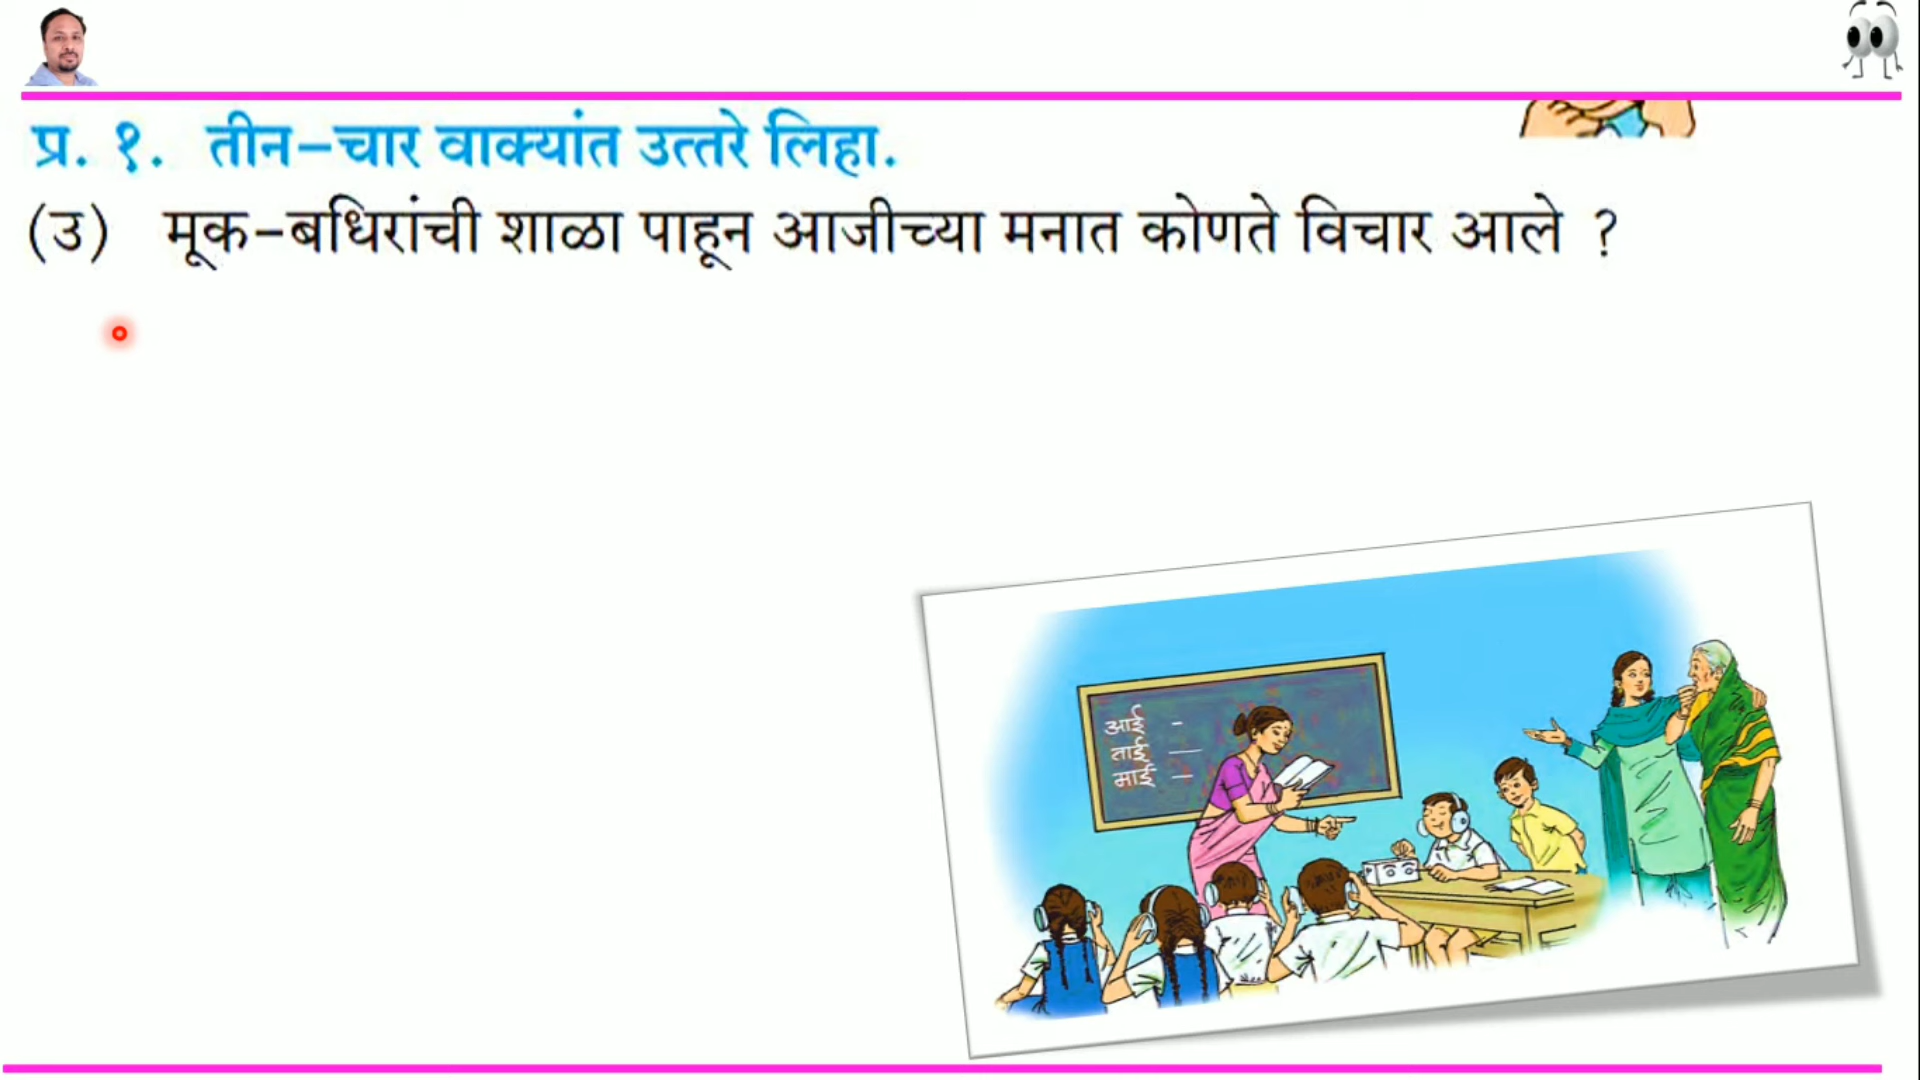 प्र. १. तीन-चार वाक्यांत उत्तरे लिहा.
(उ) मूक-बधिरांची शाळा पाहून आजीच्या मनात कोणते विचार आले ?
आई -
ताई —
माई -